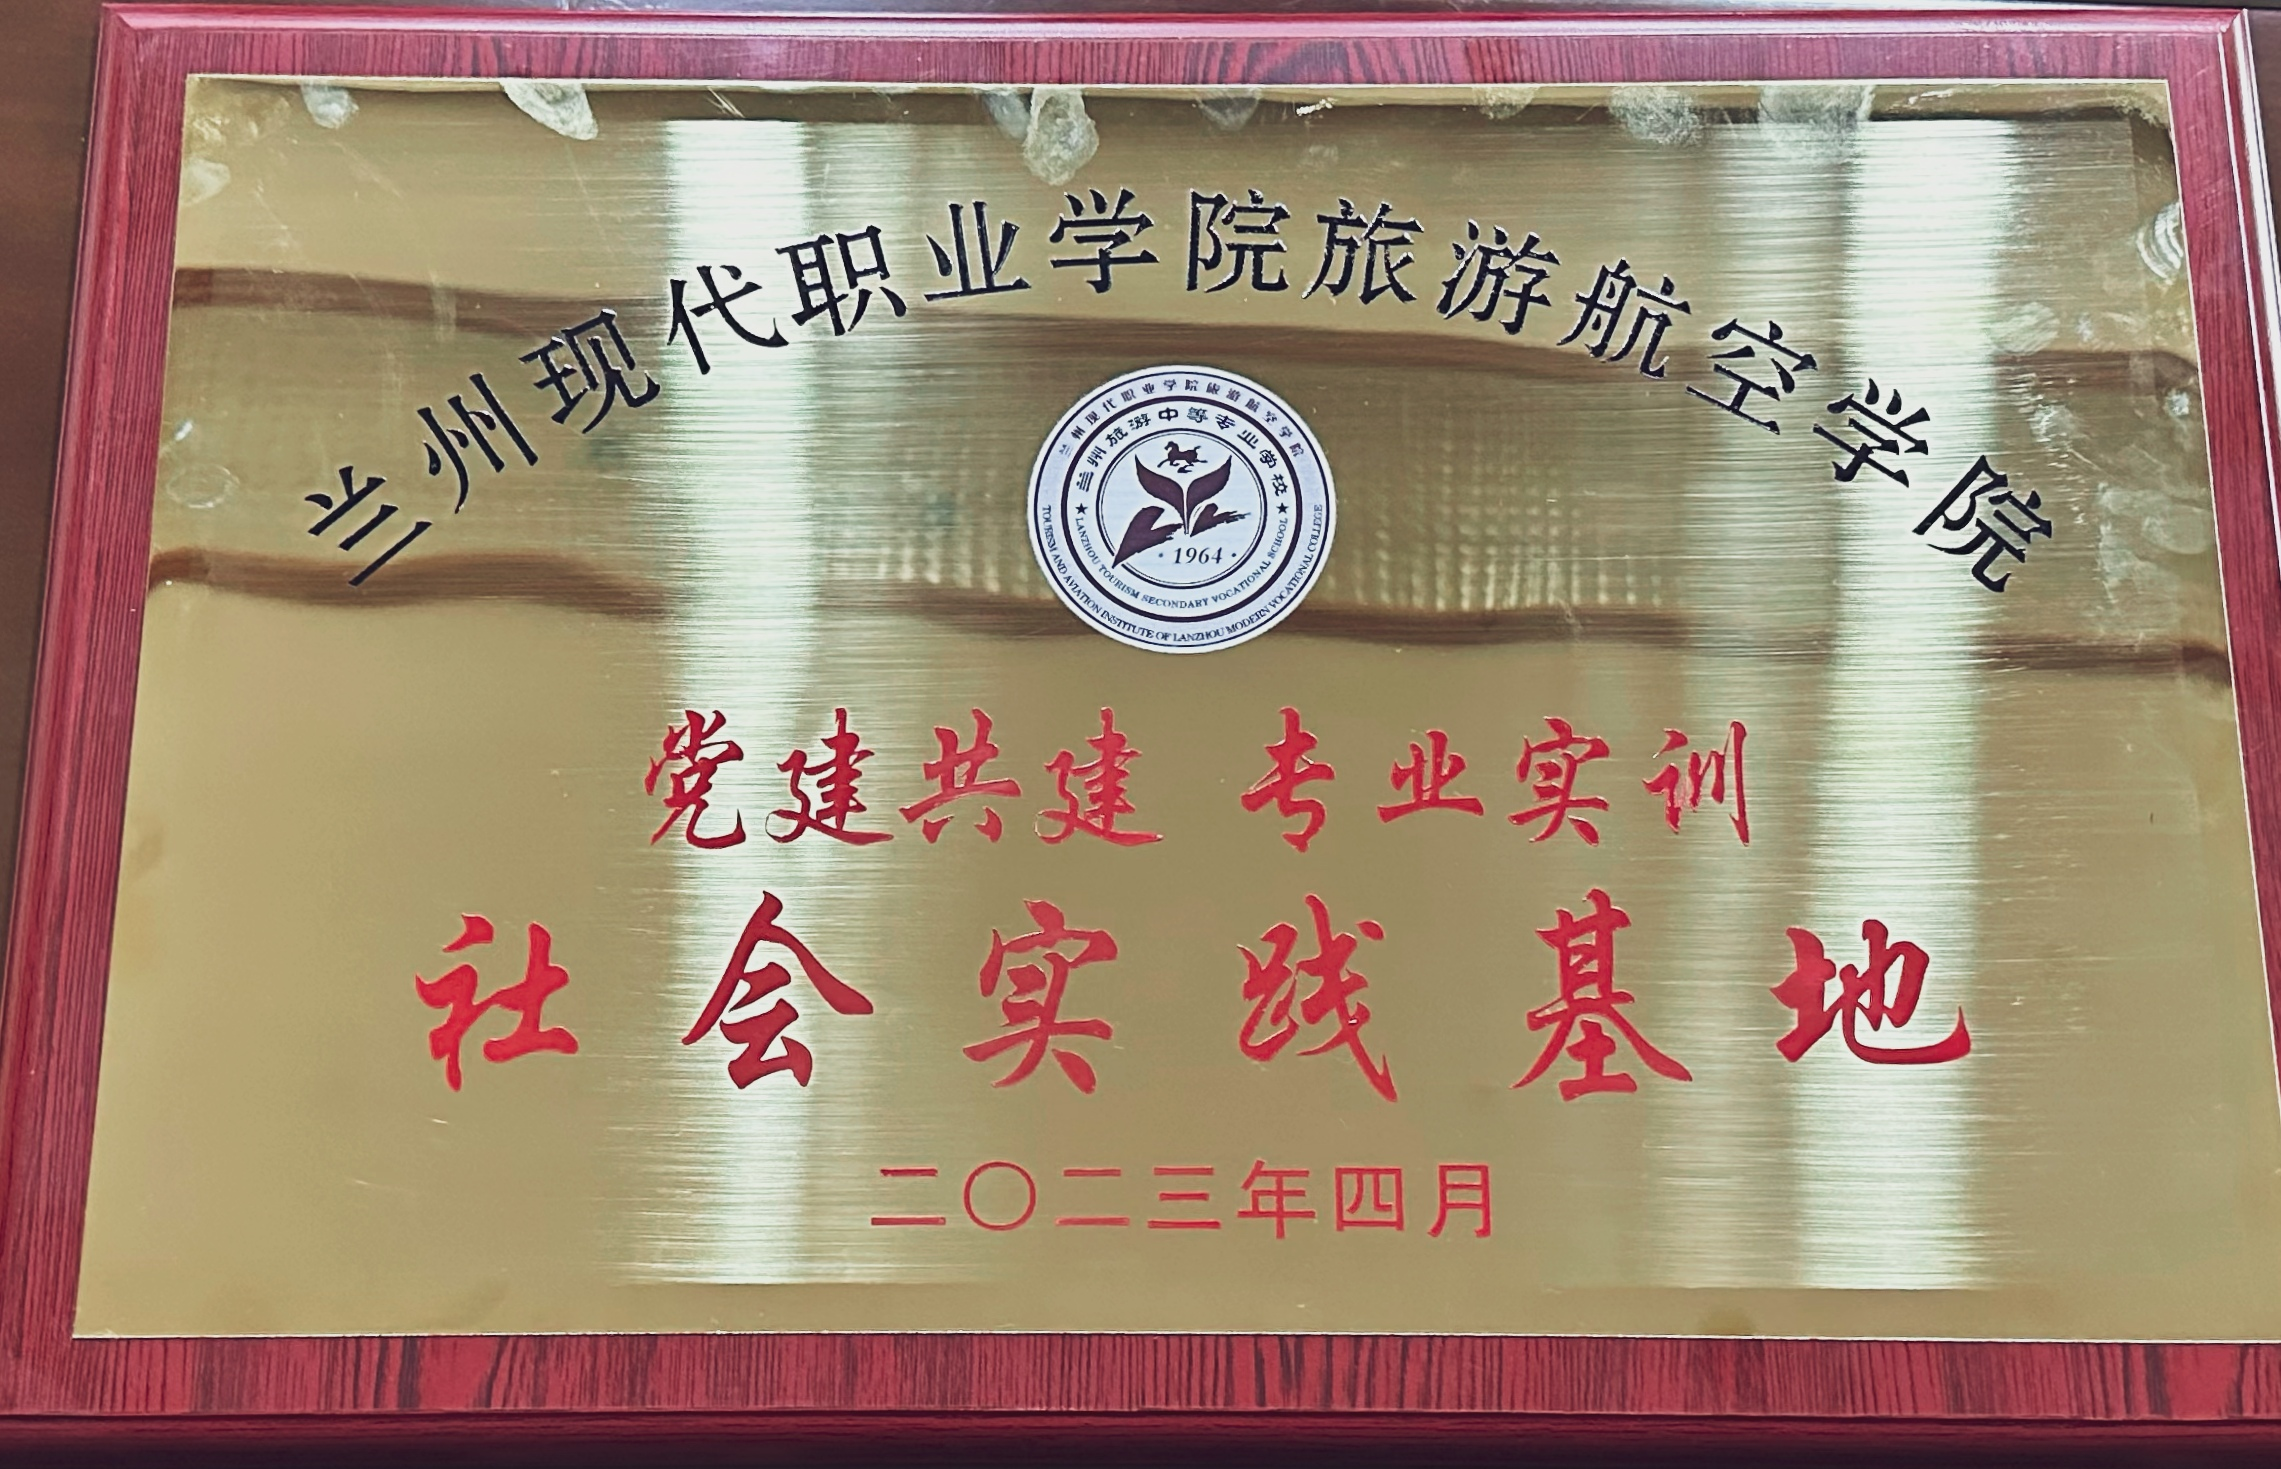 兰州现代职业学院旅游航空学院
兰州现代职业学院旅游航空学院
兰州旅游中等专业学校
· 1964 ·
★ LANZHOU TOURISM SECONDARY VOCATIONAL SCHOOL ★
TOURISM AND AVIATION INSTITUTE OF LANZHOU MODERN VOCATIONAL COLLEGE
党建共建 专业实训
社会实践基地
二〇二三年四月